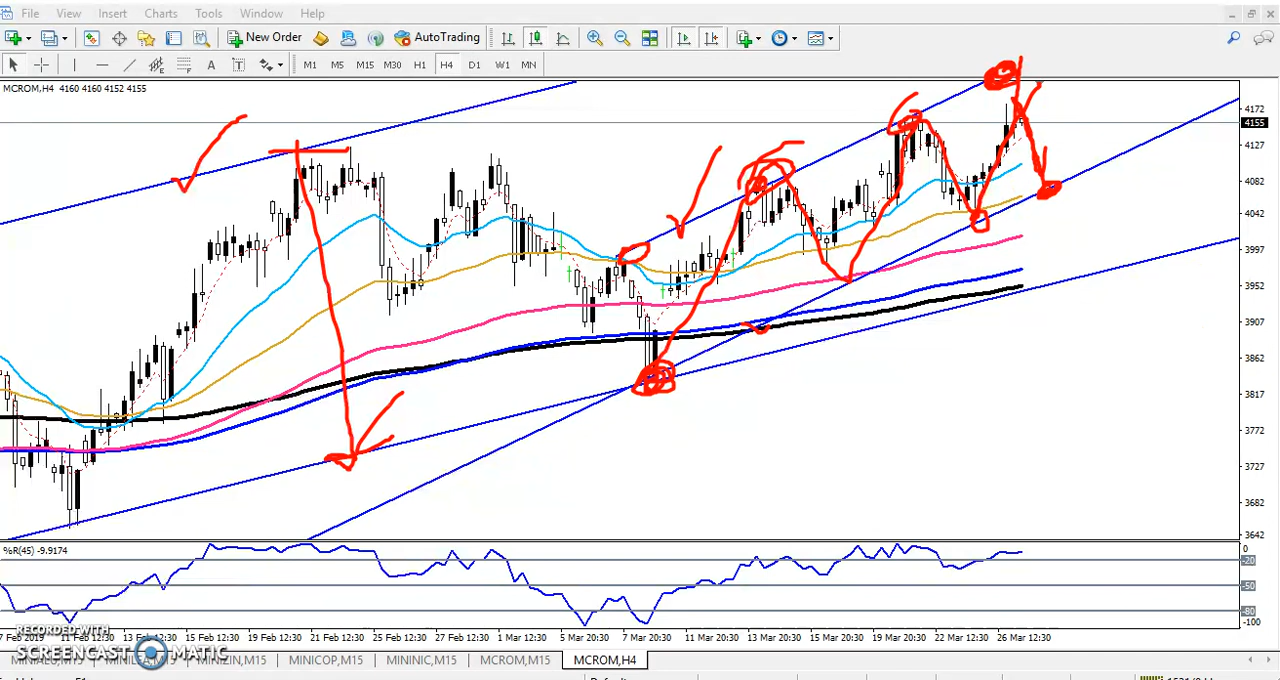 File View Insert Charts Tools Window Help
New Order AutoTrading
A T M1 M5 M15 M30 H1 H4 D1 W1 MN
MCROM,H4 4160 4160 4152 4155
4172
4155
4127
4082
4042
3997
3952
3907
3862
3817
3772
3727
3682
3642
%R(45) -9.9174
0
-20
-50
-80
-100
7 Feb 2019 11 Feb 12:30 13 Feb 12:30 15 Feb 12:30 19 Feb 12:30 21 Feb 12:30 25 Feb 12:30 27 Feb 12:30 1 Mar 12:30 5 Mar 20:30 7 Mar 20:30 11 Mar 20:30 13 Mar 20:30 15 Mar 20:30 19 Mar 20:30 22 Mar 12:30 26 Mar 12:30
RECORDED WITH
SCREENCAST MATIC
MINIZIN,M15 MINICOP,M15 MININIC,M15 MCROM,M15 MCROM,H4